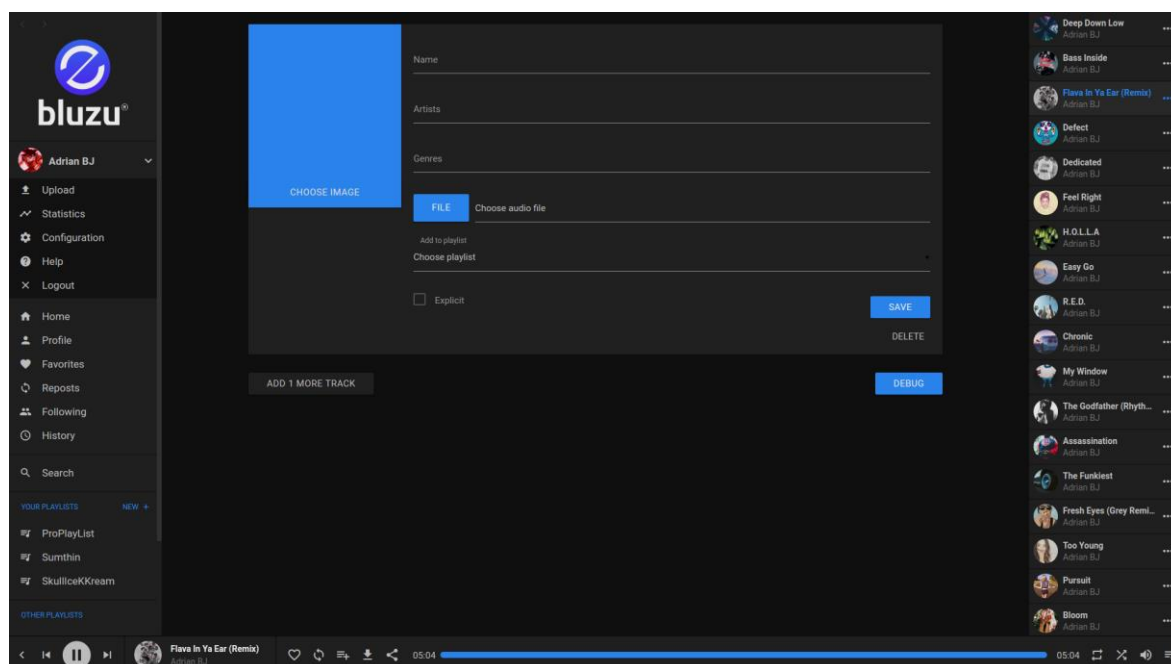 bluzu®
Adrian BJ
Upload
Statistics
Configuration
Help
Logout
Home
Profile
Favorites
Reposts
Following
History
Search
YOUR PLAYLISTS NEW +
ProPlayList
Sumthin
SkullIceKKream
OTHER PLAYLISTS
CHOOSE IMAGE
Name
Artists
Genres
FILE Choose audio file
Add to playlist
Choose playlist
Explicit
SAVE
DELETE
ADD 1 MORE TRACK
DEBUG
Deep Down Low
Adrian BJ
Bass Inside
Adrian BJ
Flava In Ya Ear (Remix)
Adrian BJ
Defect
Adrian BJ
Dedicated
Adrian BJ
Feel Right
Adrian BJ
H.O.L.L.A
Adrian BJ
Easy Go
Adrian BJ
R.E.D.
Adrian BJ
Chronic
Adrian BJ
My Window
Adrian BJ
The Godfather (Rhyth...
Adrian BJ
Assassination
Adrian BJ
The Funkiest
Adrian BJ
Fresh Eyes (Grey Remi...
Adrian BJ
Too Young
Adrian BJ
Pursuit
Adrian BJ
Bloom
Adrian BJ
Flava In Ya Ear (Remix)
Adrian BJ
05:04 05:04